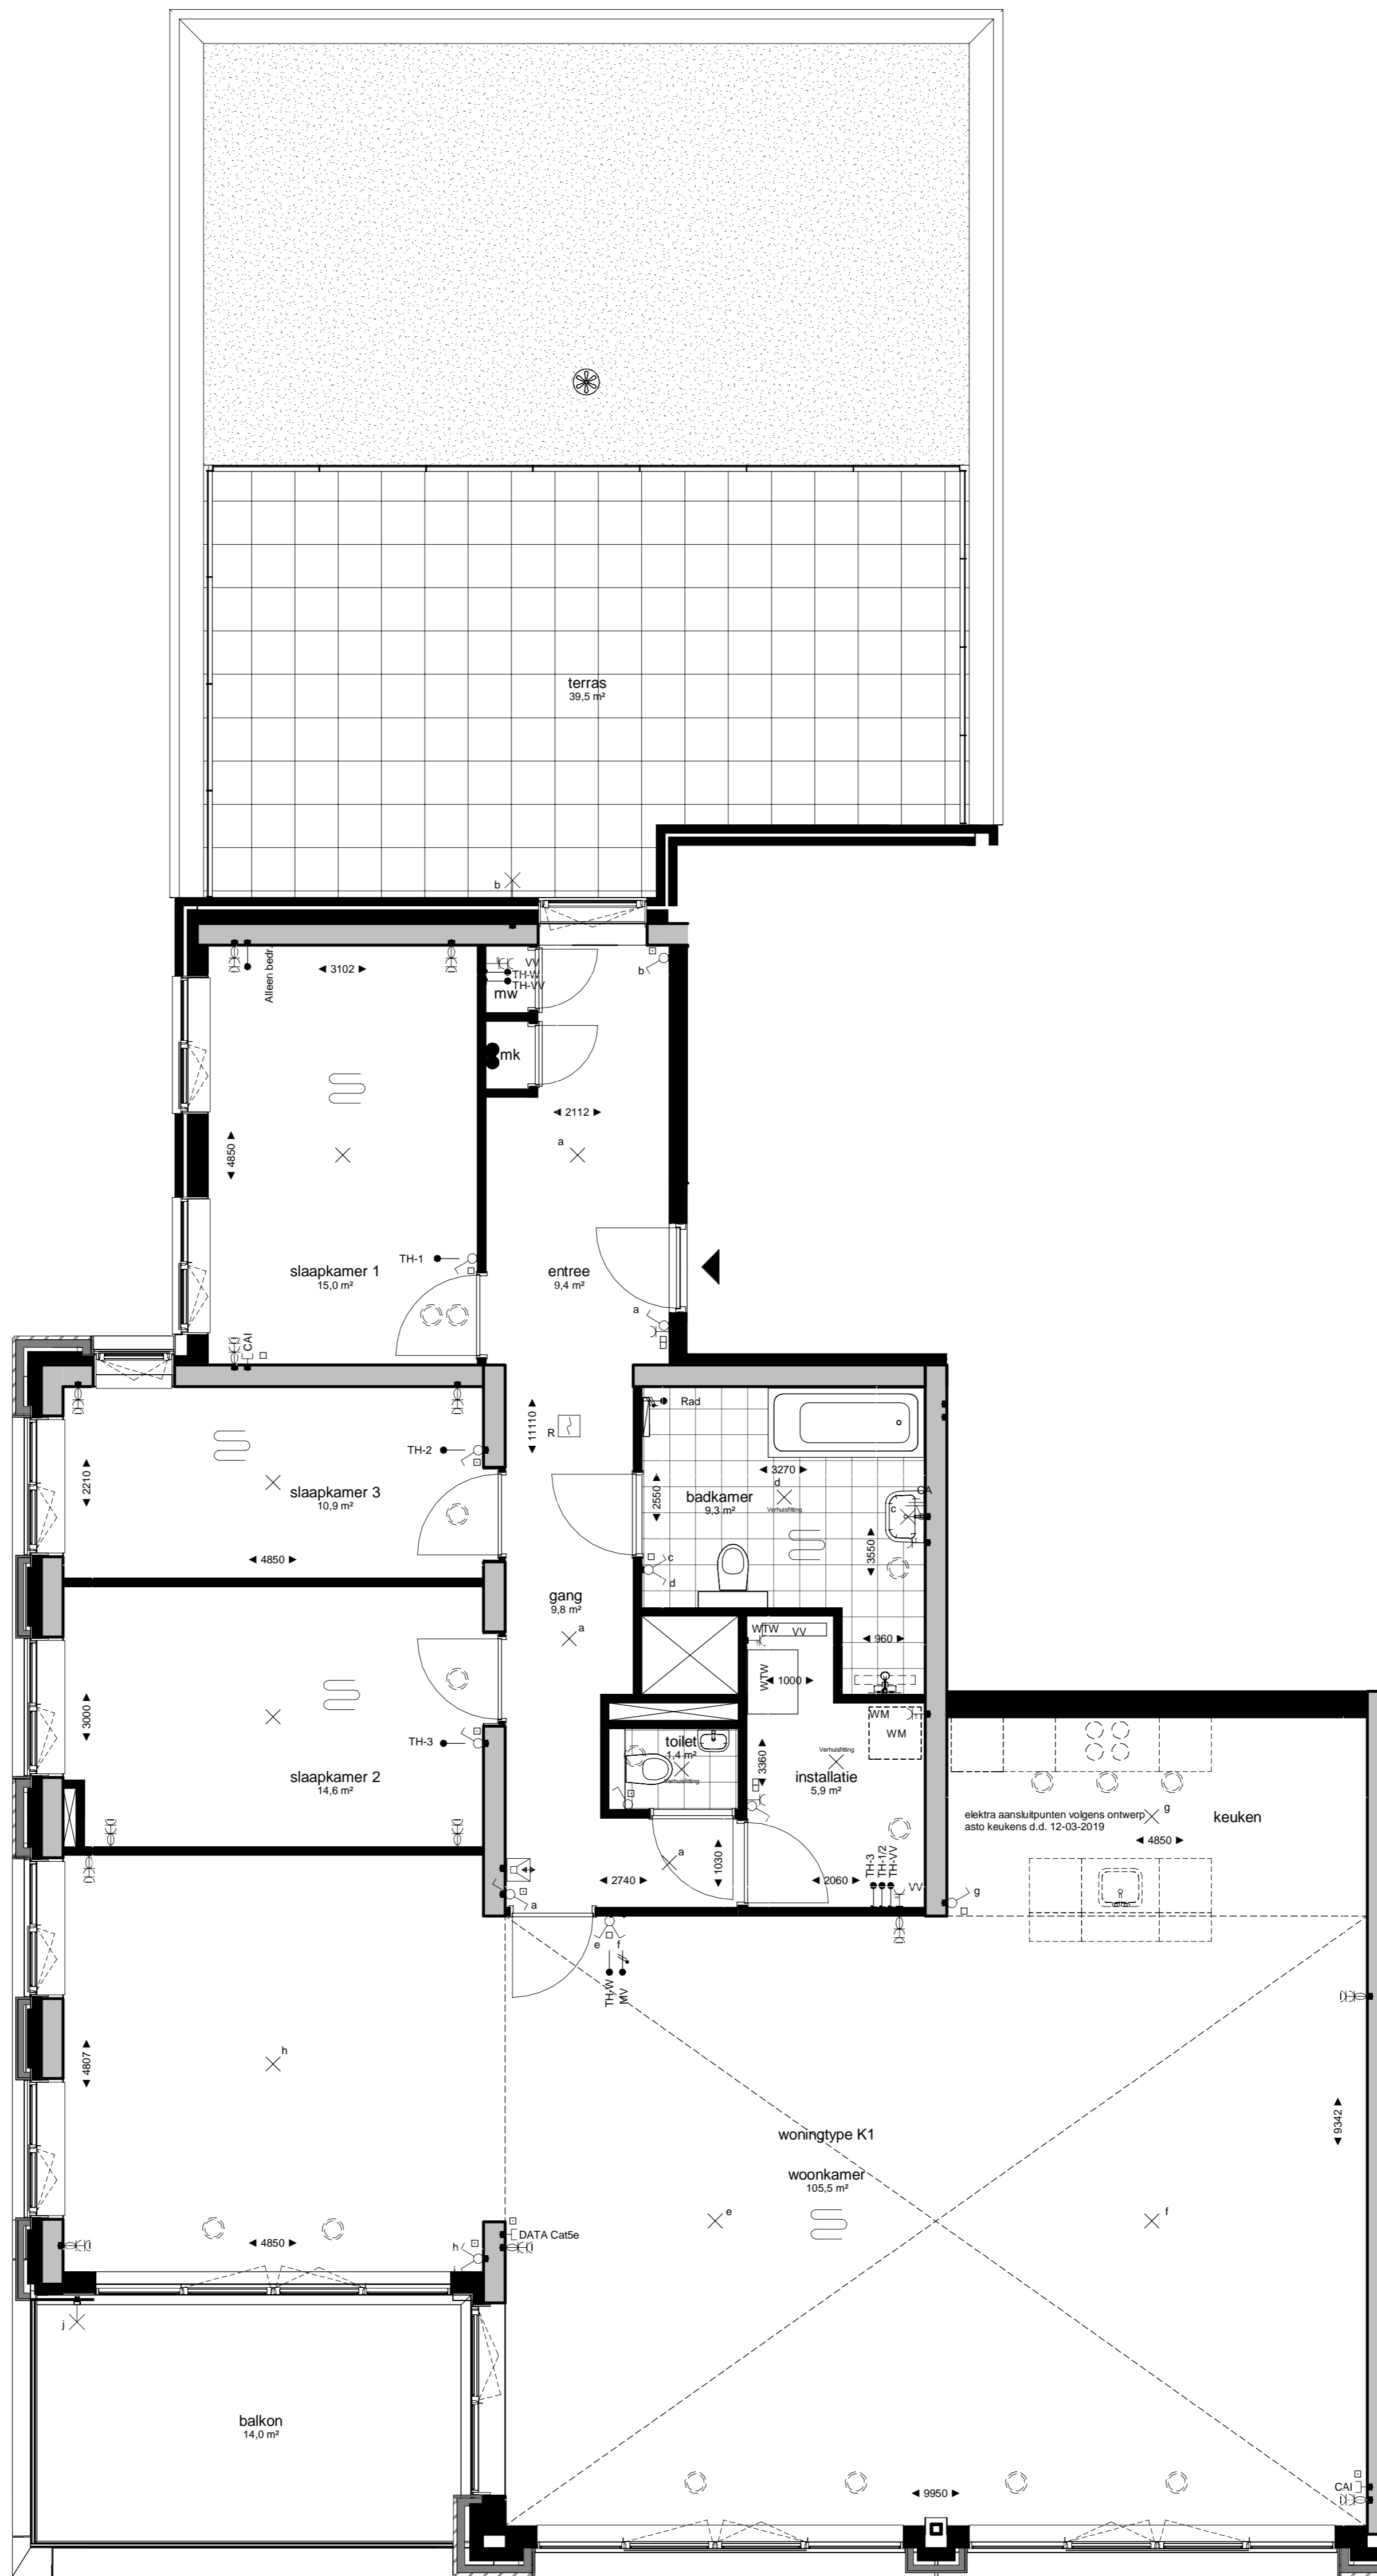 terras
39,5 m²
b
Alleen bedr.
3102
VV
TH-W
TH-VV
mw
b
mk
2112
a
4850
TH-1
slaapkamer 1
15,0 m²
entree
9,4 m²
a
CAI
Rad
11110
R
TH-2
2210
slaapkamer 3
10,9 m²
4850
2550
3270
d
badkamer
9,3 m²
Verhuisfitting
CA
c
3550
c
d
gang
9,8 m²
a
WTW
VV
960
WTW
1000
3000
TH-3
slaapkamer 2
14,6 m²
WM
WM
toilet
1,4 m²
Verhuisfitting
3360
Verhuisfitting
installatie
5,9 m²
elektra aansluitpunten volgens ontwerp
asto keukens d.d. 12-03-2019
g
keuken
4850
a
1030
2740
2060
TH-3
TH-1/2
TH-VV
VV
g
a
e
f
TH-W
MV
4807
h
9342
woningtype K1
woonkamer
105,5 m²
e
f
DATA Cat5e
4850
h
j
balkon
14,0 m²
9950
CAI